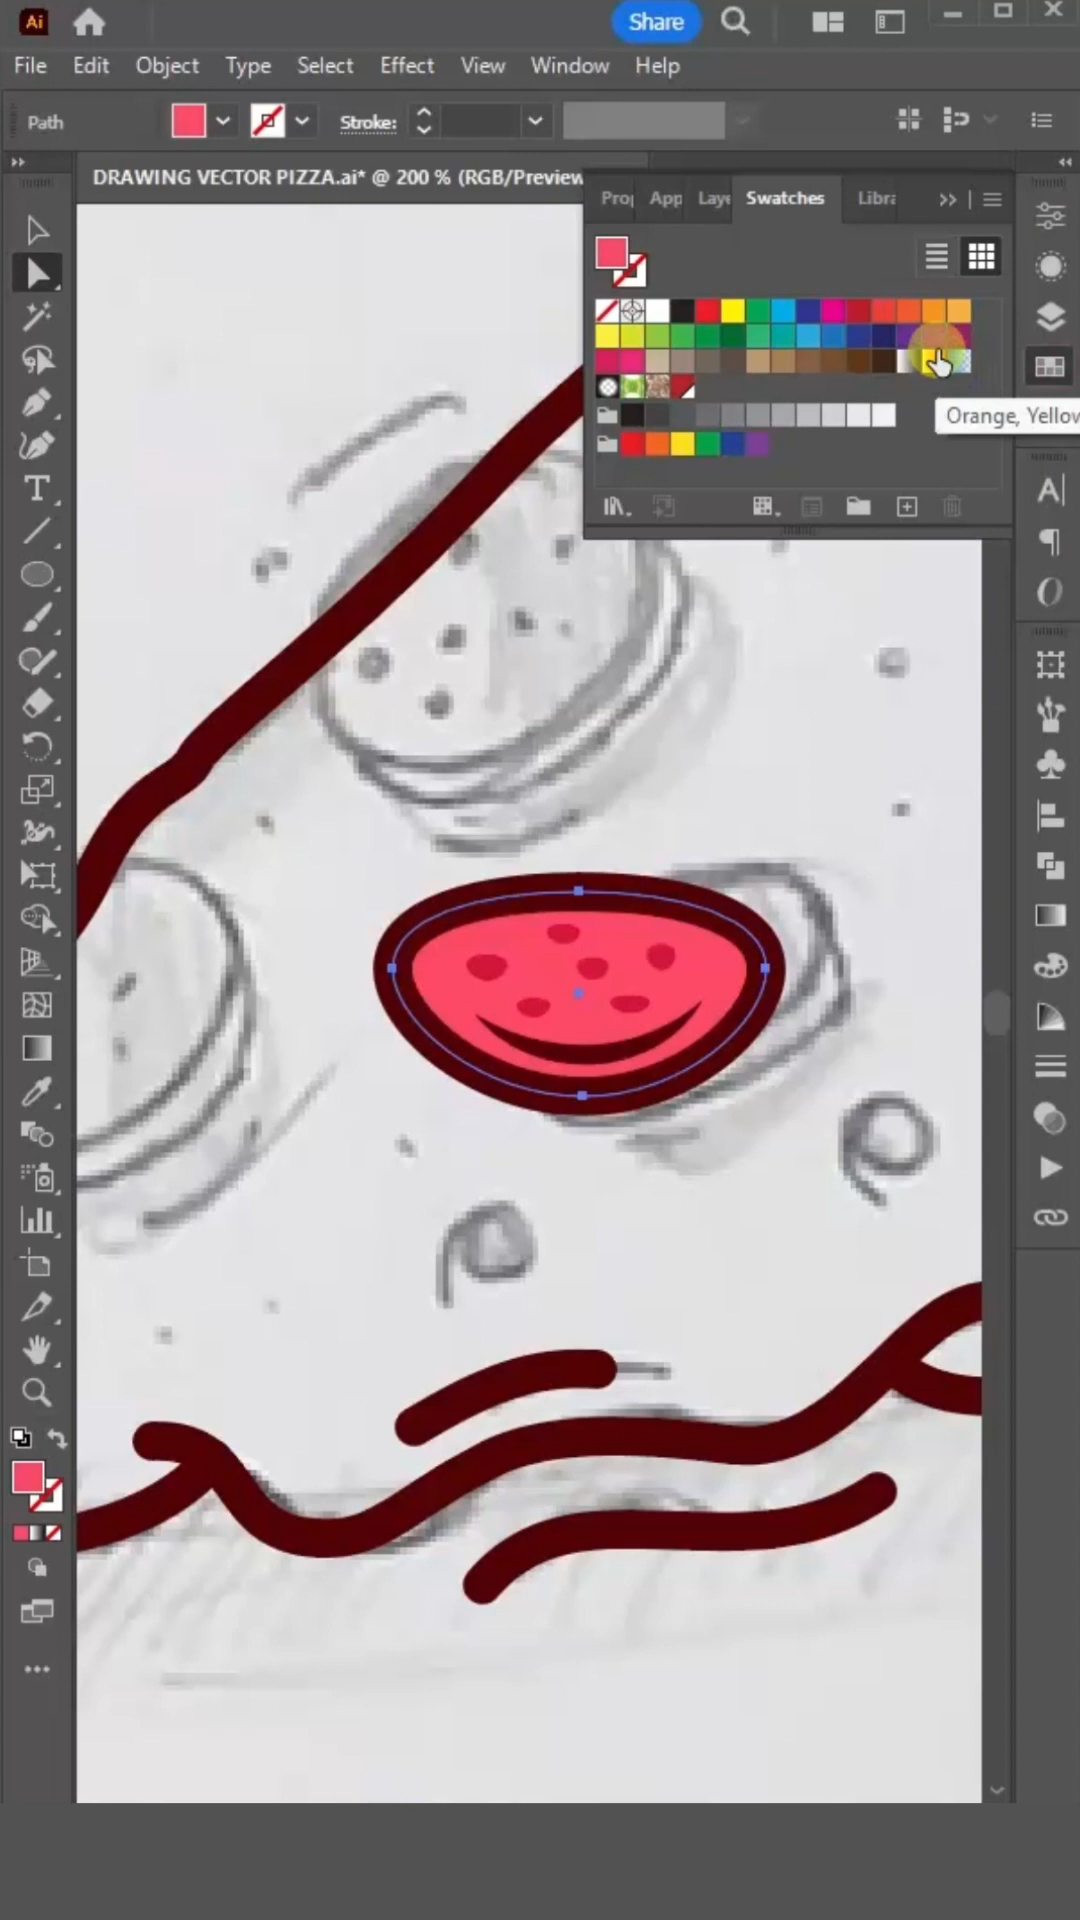 Ai
Share
File Edit Object Type Select Effect View Window Help
Path
Stroke:
DRAWING VECTOR PIZZA.ai* @ 200 % (RGB/Preview
Pro App Laye Swatches Libra
Orange, Yellow